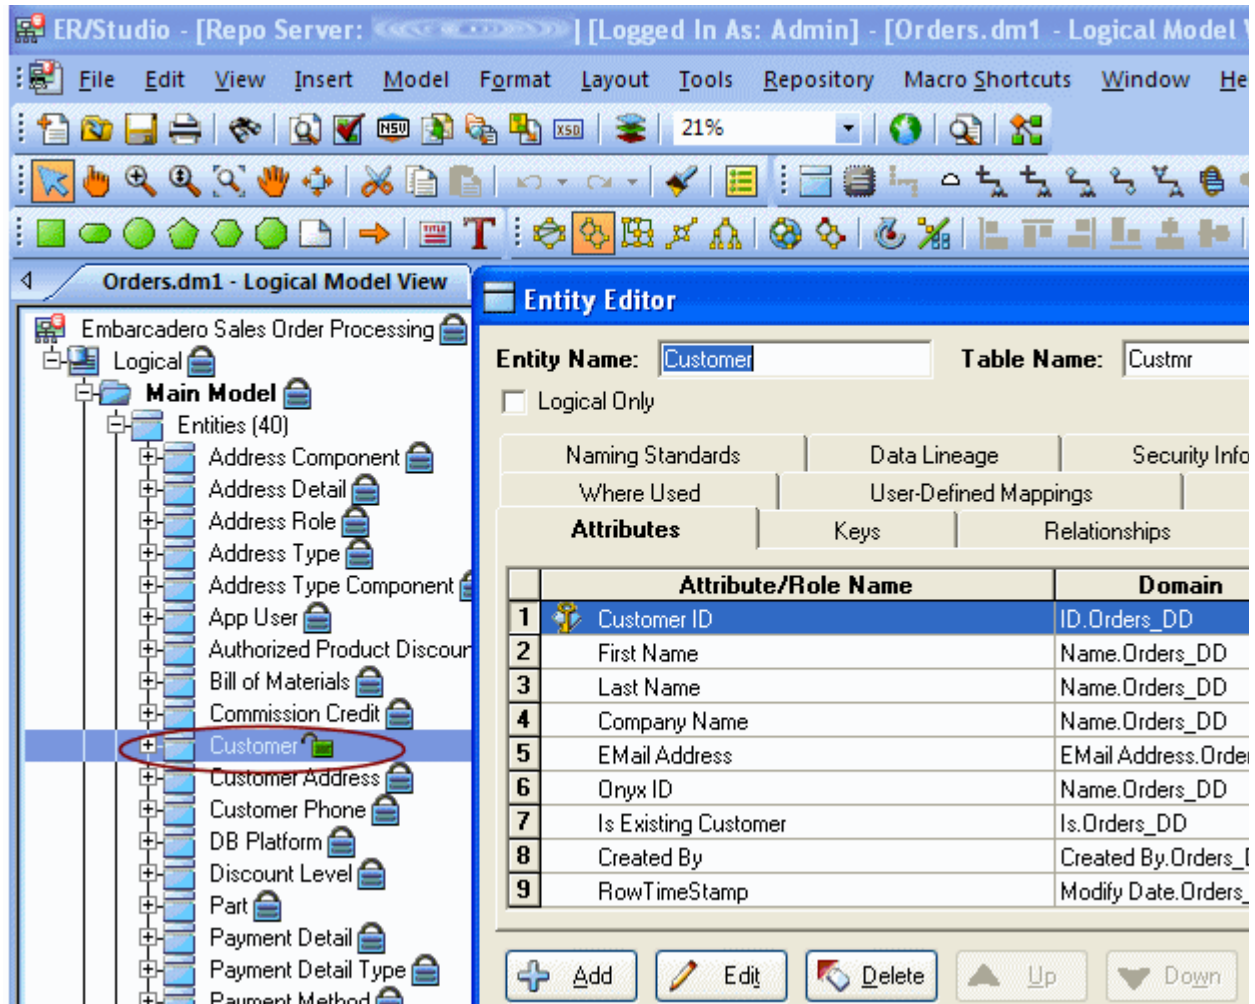 ER/Studio - [Repo Server: ] [Logged In As: Admin] - [Orders.dm1 - Logical Model V
File Edit View Insert Model Format Layout Tools Repository Macro Shortcuts Window He
NSV XSD 21%
TITLE T
Orders.dm1 - Logical Model View
Embarcadero Sales Order Processing
Logical
Main Model
Entities (40)
Address Component
Address Detail
Address Role
Address Type
Address Type Component
App User
Authorized Product Discoun
Bill of Materials
Commission Credit
Customer
Customer Address
Customer Phone
DB Platform
Discount Level
Part
Payment Detail
Payment Detail Type
Payment Method
Entity Editor
Entity Name: Customer Table Name: Custmr
Logical Only
Naming Standards Data Lineage Security Info
Where Used User-Defined Mappings
Attributes Keys Relationships
Attribute/Role Name Domain
1 Customer ID ID.Orders_DD
2 First Name Name.Orders_DD
3 Last Name Name.Orders_DD
4 Company Name Name.Orders_DD
5 EMail Address EMail Address.Order
6 Onyx ID Name.Orders_DD
7 Is Existing Customer Is.Orders_DD
8 Created By Created By.Orders_D
9 RowTimeStamp Modify Date.Orders_
Add Edit Delete Up Down